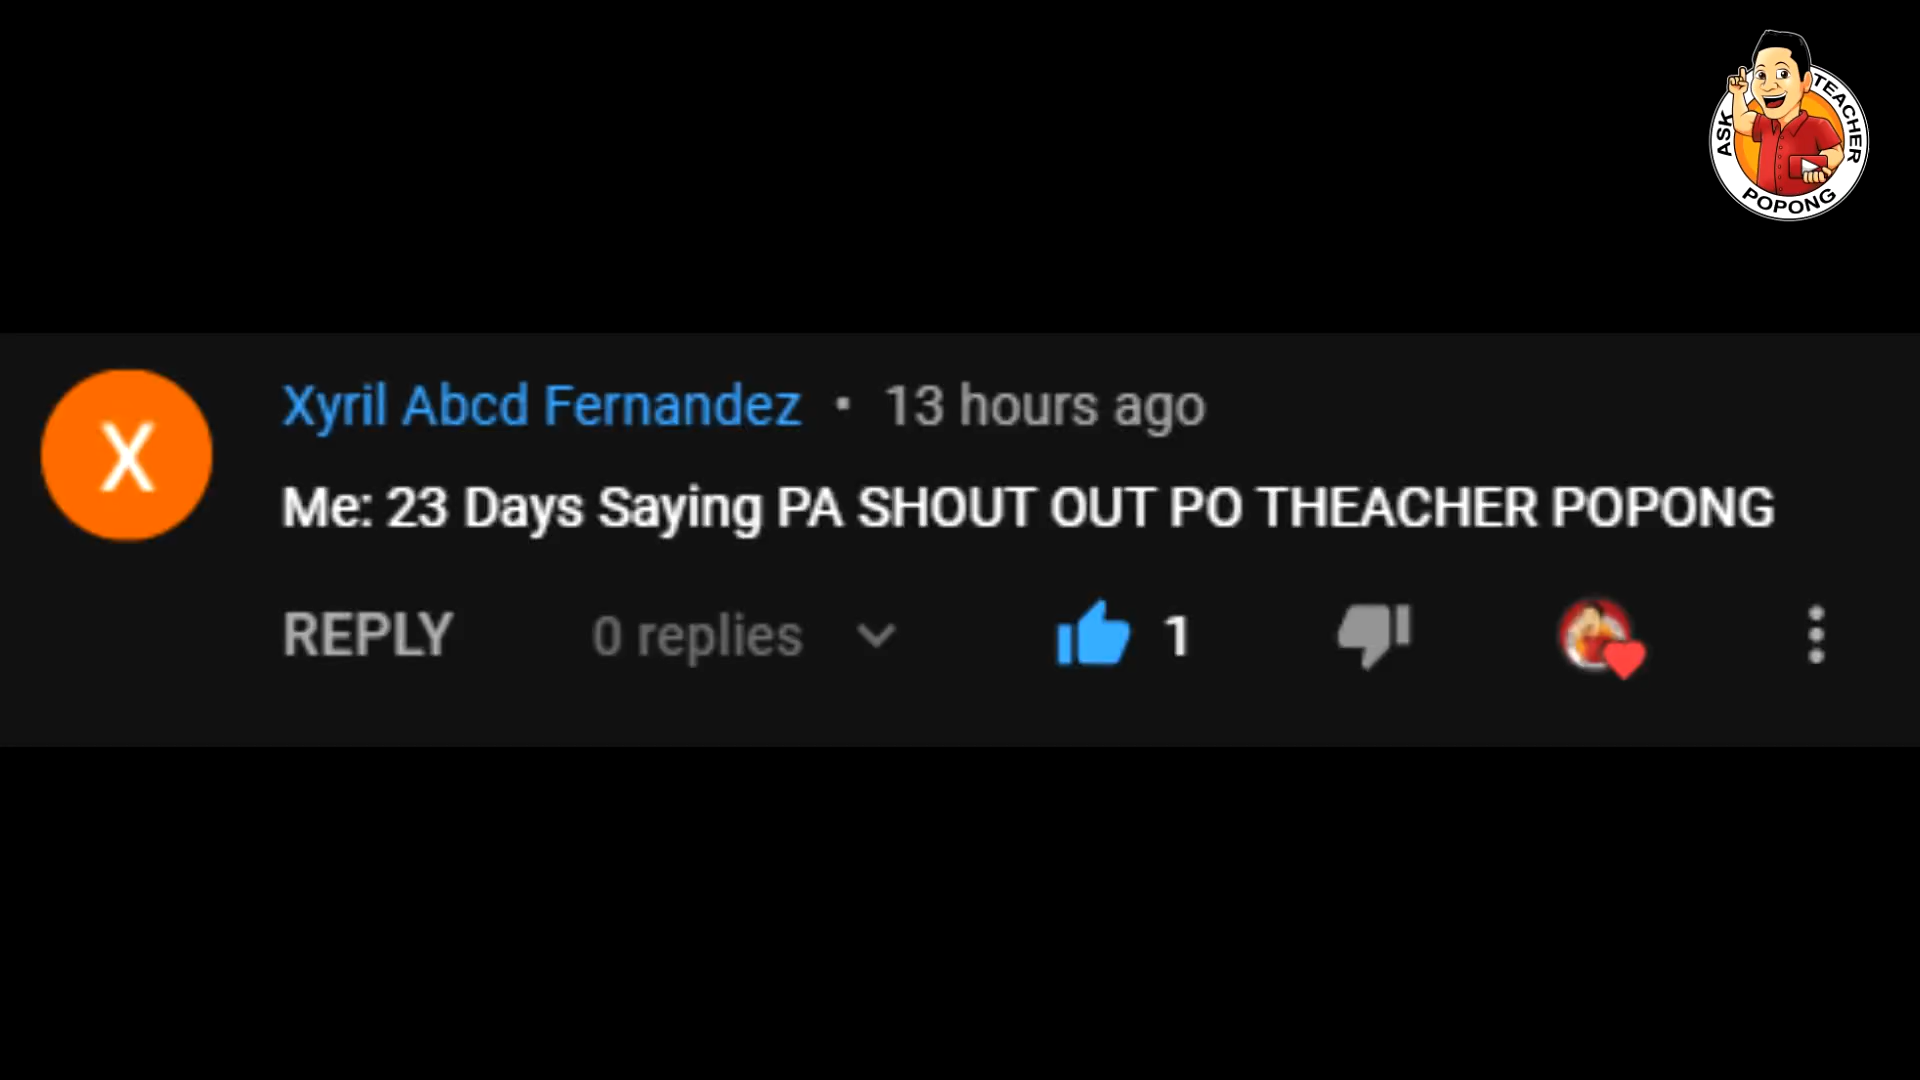 ASK TEACHER POPONG
X
Xyril Abcd Fernandez • 13 hours ago
Me: 23 Days Saying PA SHOUT OUT PO THEACHER POPONG
REPLY 0 replies 1